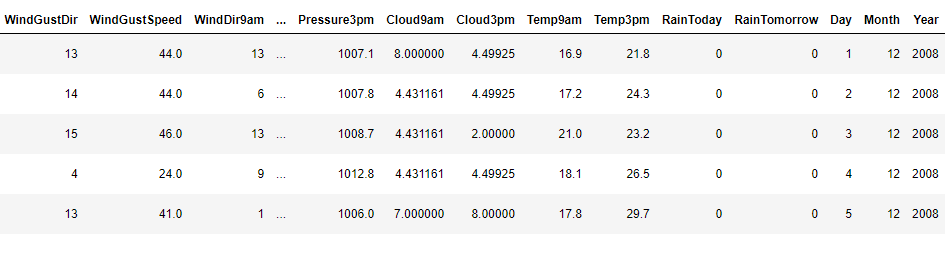 WindGustDir WindGustSpeed WindDir9am ... Pressure3pm Cloud9am Cloud3pm Temp9am Temp3pm RainToday RainTomorrow Day Month Year
13 44.0 13 ... 1007.1 8.000000 4.49925 16.9 21.8 0 0 1 12 2008
14 44.0 6 ... 1007.8 4.431161 4.49925 17.2 24.3 0 0 2 12 2008
15 46.0 13 ... 1008.7 4.431161 2.00000 21.0 23.2 0 0 3 12 2008
4 24.0 9 ... 1012.8 4.431161 4.49925 18.1 26.5 0 0 4 12 2008
13 41.0 1 ... 1006.0 7.000000 8.00000 17.8 29.7 0 0 5 12 2008